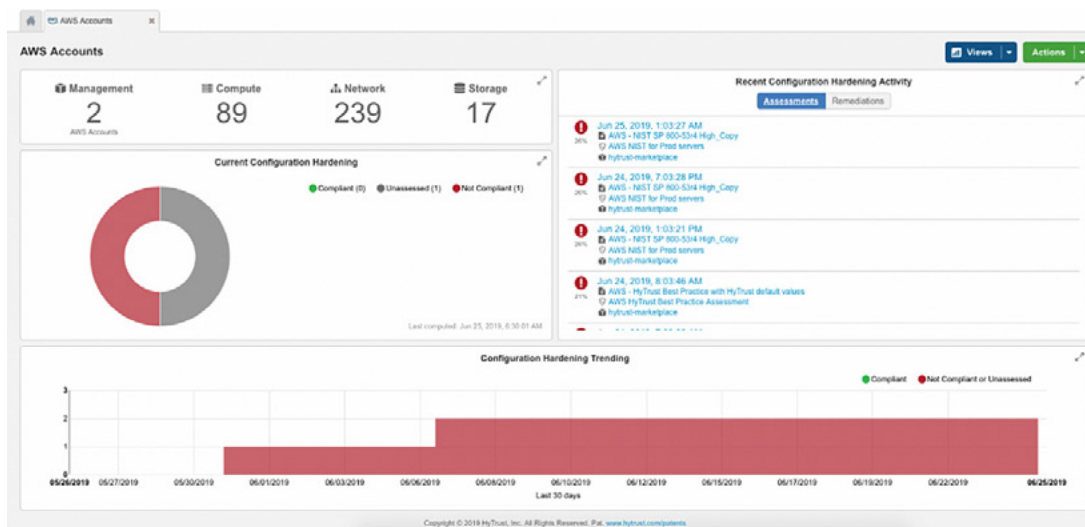 AWS Accounts
AWS Accounts
Views
Actions
Management
2
AWS Accounts
Compute
89
Network
239
Storage
17
Current Configuration Hardening
Compliant (0) Unassessed (1) Not Compliant (1)
Last computed: Jun 25, 2019, 6:30:01 AM
Recent Configuration Hardening Activity
Assessments Remediations
Jun 25, 2019, 1:03:27 AM
AWS - NIST SP 800-53r4 High_Copy
26%
AWS NIST for Prod servers
hytrust-marketplace
Jun 24, 2019, 7:03:28 PM
AWS - NIST SP 800-53r4 High_Copy
26%
AWS NIST for Prod servers
hytrust-marketplace
Jun 24, 2019, 1:03:21 PM
AWS - NIST SP 800-53r4 High_Copy
26%
AWS NIST for Prod servers
hytrust-marketplace
Jun 24, 2019, 8:03:46 AM
AWS - HyTrust Best Practice with HyTrust default values
21%
AWS HyTrust Best Practice Assessment
hytrust-marketplace
Configuration Hardening Trending
Compliant Not Compliant or Unassessed
3
2
1
0
05/26/2019 05/27/2019 05/30/2019 06/01/2019 06/03/2019 06/06/2019 06/08/2019 06/10/2019 06/12/2019 06/15/2019 06/17/2019 06/19/2019 06/22/2019 06/25/2019
Last 30 days
Copyright © 2019 HyTrust, Inc. All Rights Reserved. Pat. www.hytrust.com/patents